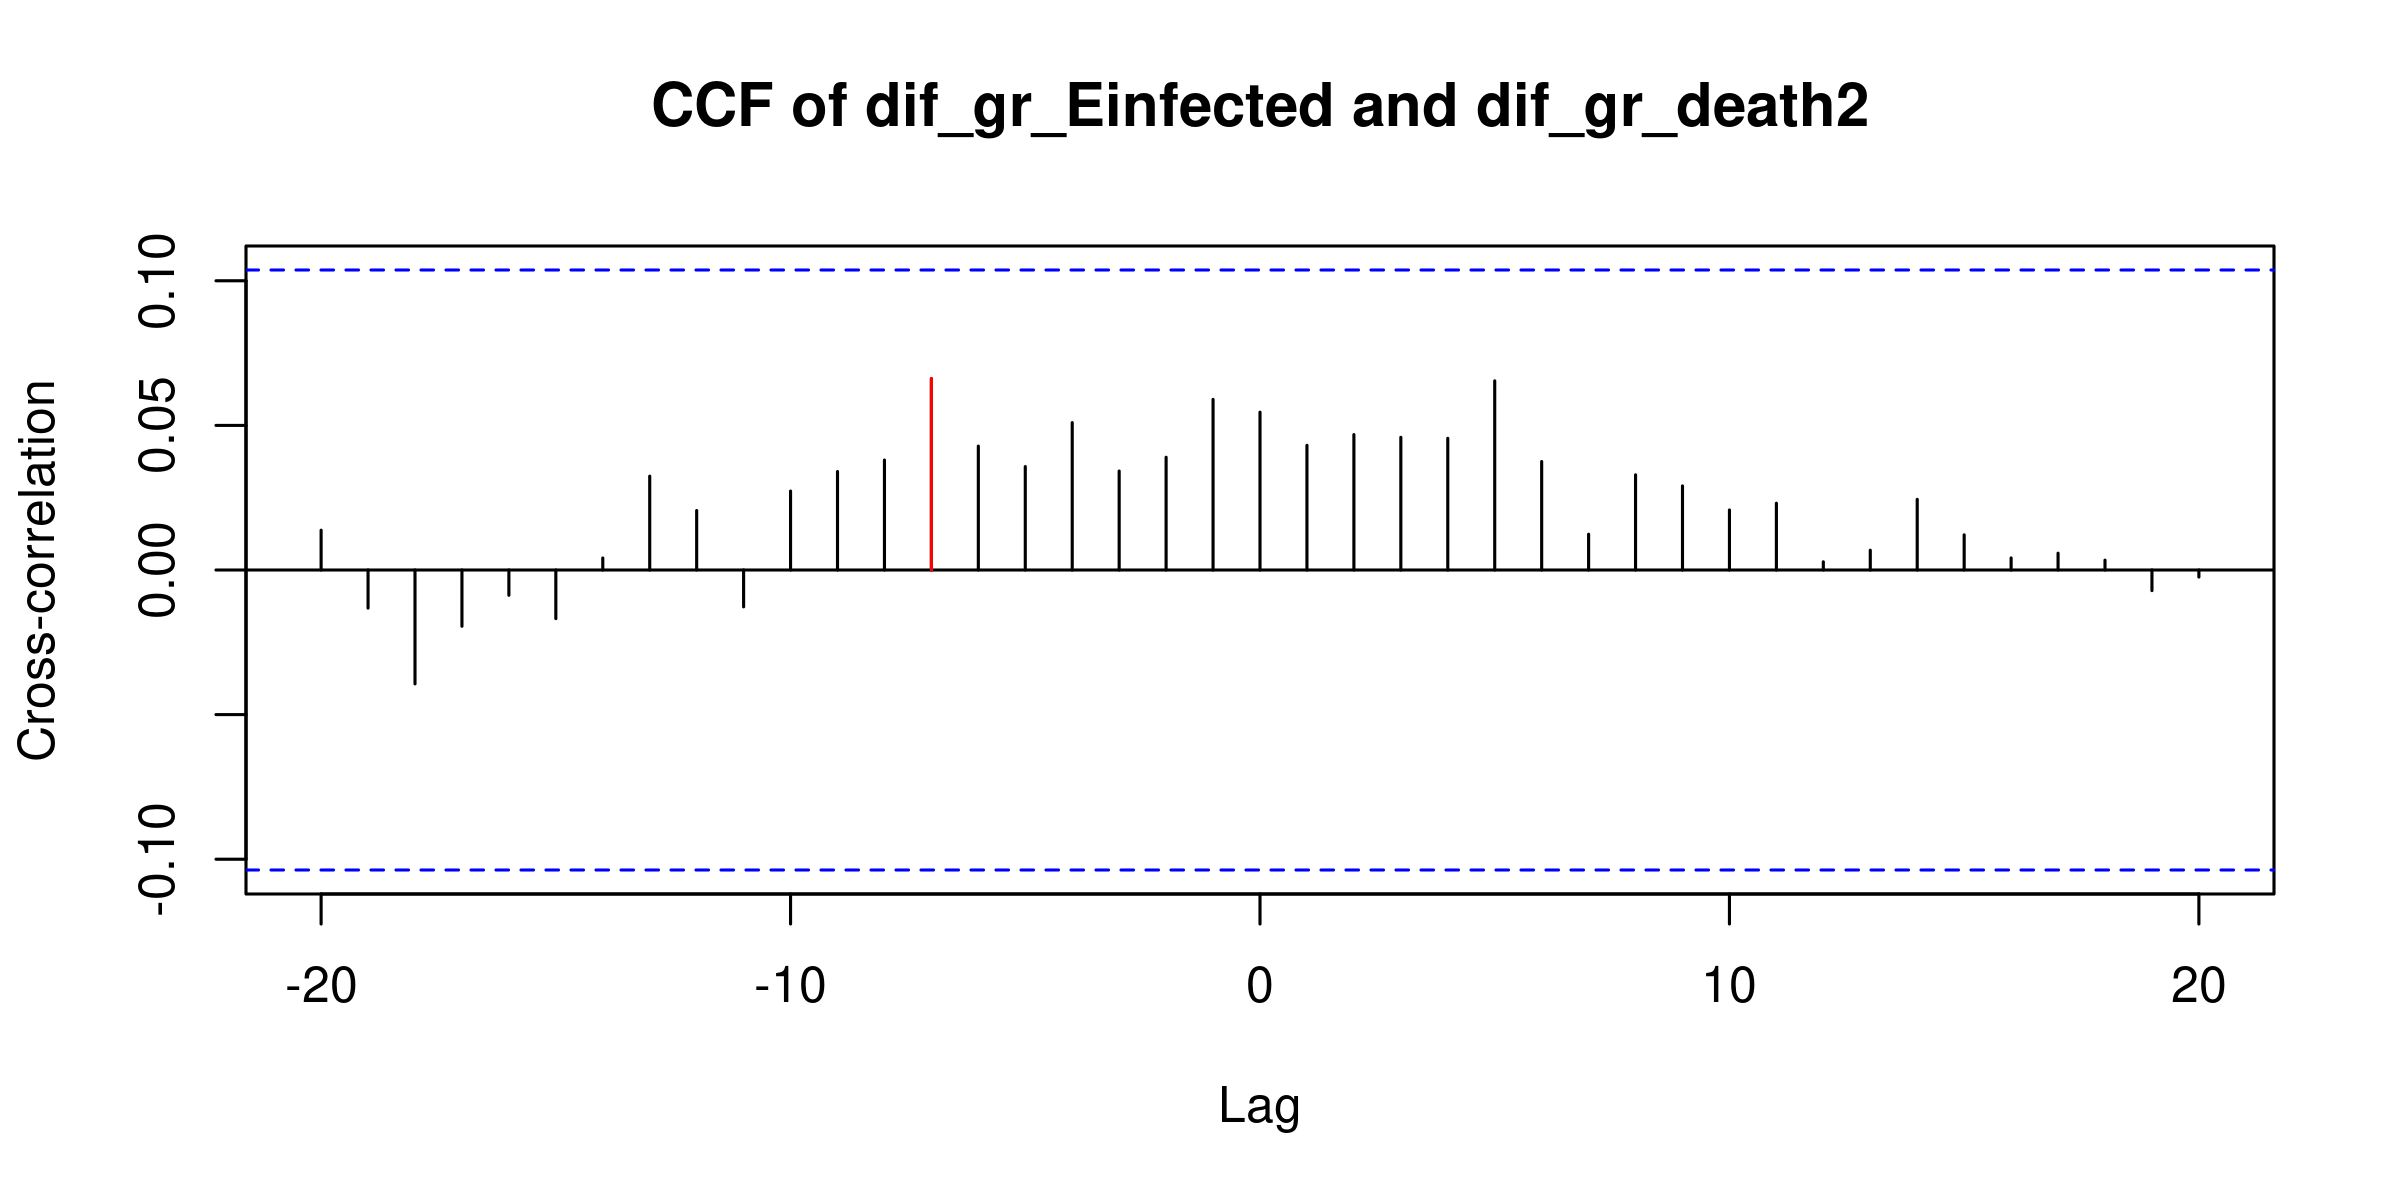 CCF of dif_gr_Einfected and dif_gr_death2
Cross-correlation
0.10
0.05
0.00
-0.10
-20 -10 0 10 20
Lag